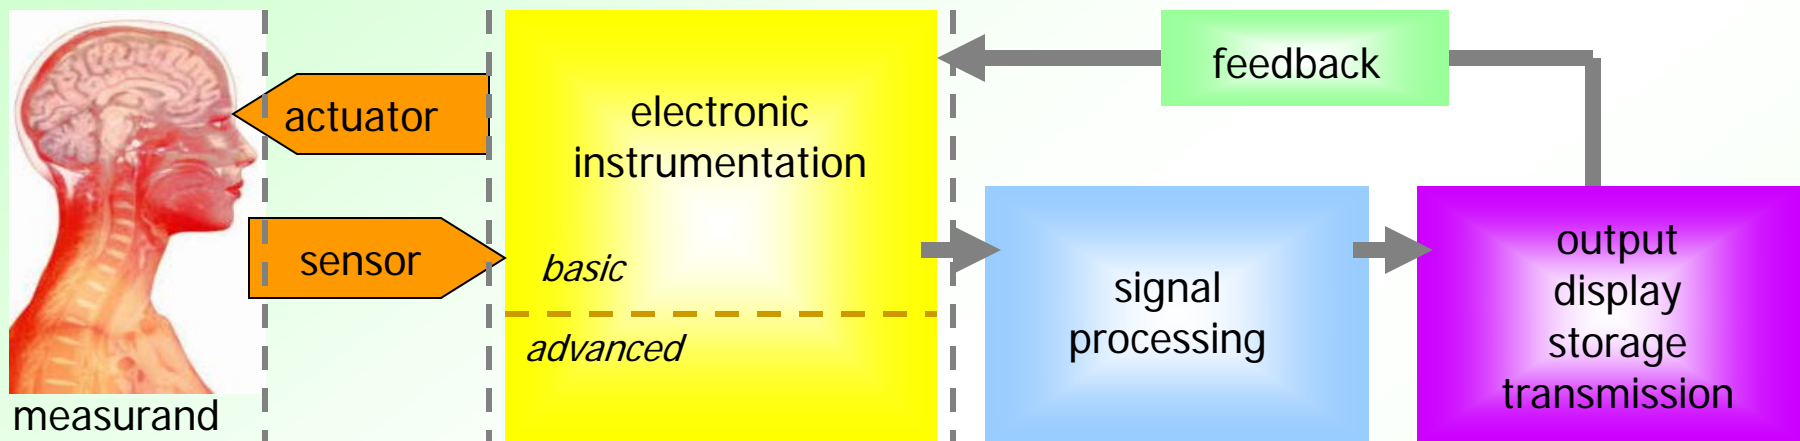 measurand
actuator
sensor
electronic
instrumentation
basic
advanced
feedback
signal
processing
output
display
storage
transmission